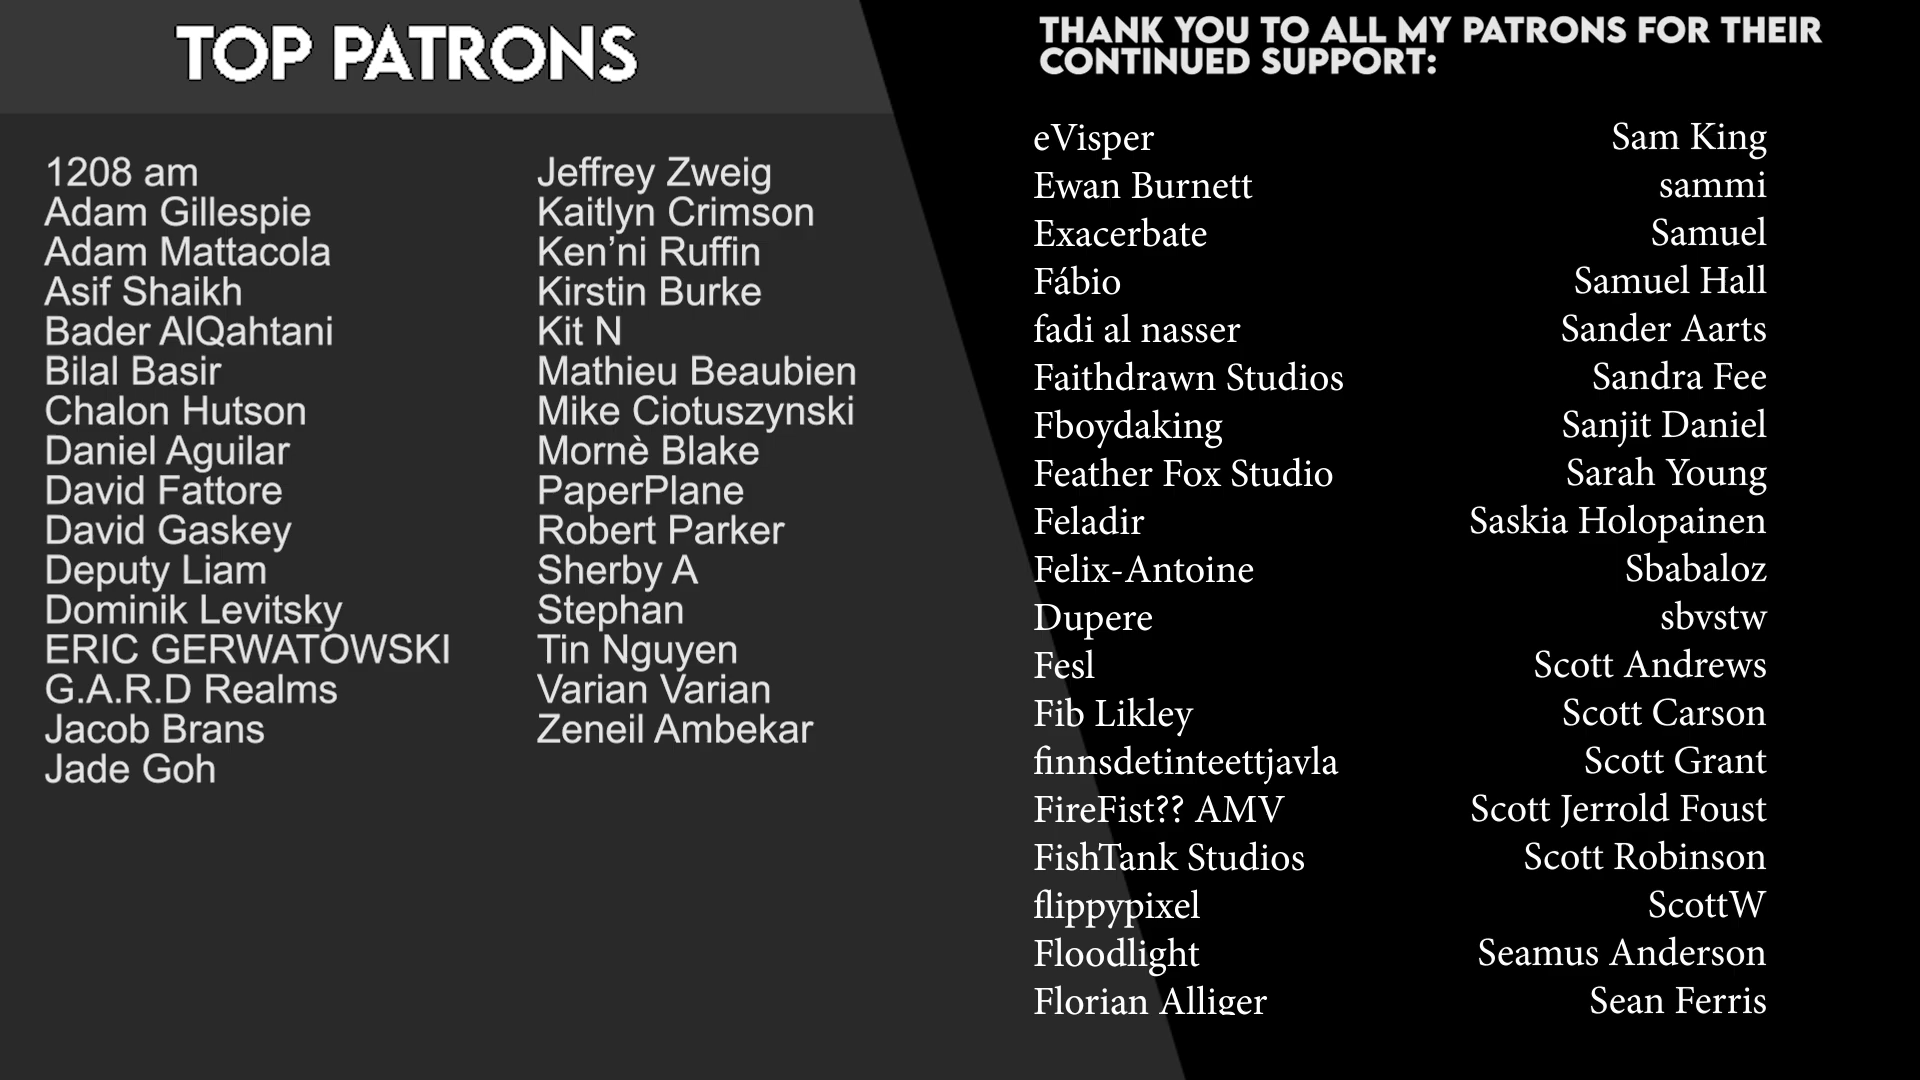 TOP PATRONS
1208 am
Adam Gillespie
Adam Mattacola
Asif Shaikh
Bader AlQahtani
Bilal Basir
Chalon Hutson
Daniel Aguilar
David Fattore
David Gaskey
Deputy Liam
Dominik Levitsky
ERIC GERWATOWSKI
G.A.R.D Realms
Jacob Brans
Jade Goh
Jeffrey Zweig
Kaitlyn Crimson
Ken’ni Ruffin
Kirstin Burke
Kit N
Mathieu Beaubien
Mike Ciotuszynski
Mornè Blake
PaperPlane
Robert Parker
Sherby A
Stephan
Tin Nguyen
Varian Varian
Zeneil Ambekar
THANK YOU TO ALL MY PATRONS FOR THEIR
CONTINUED SUPPORT:
eVisper
Ewan Burnett
Exacerbate
Fábio
fadi al nasser
Faithdrawn Studios
Fboydaking
Feather Fox Studio
Feladir
Felix-Antoine
Dupere
Fesl
Fib Likley
finnsdetinteettjavla
FireFist?? AMV
FishTank Studios
flippypixel
Floodlight
Florian Alliger
Sam King
sammi
Samuel
Samuel Hall
Sander Aarts
Sandra Fee
Sanjit Daniel
Sarah Young
Saskia Holopainen
Sbabaloz
sbvstw
Scott Andrews
Scott Carson
Scott Grant
Scott Jerrold Foust
Scott Robinson
ScottW
Seamus Anderson
Sean Ferris